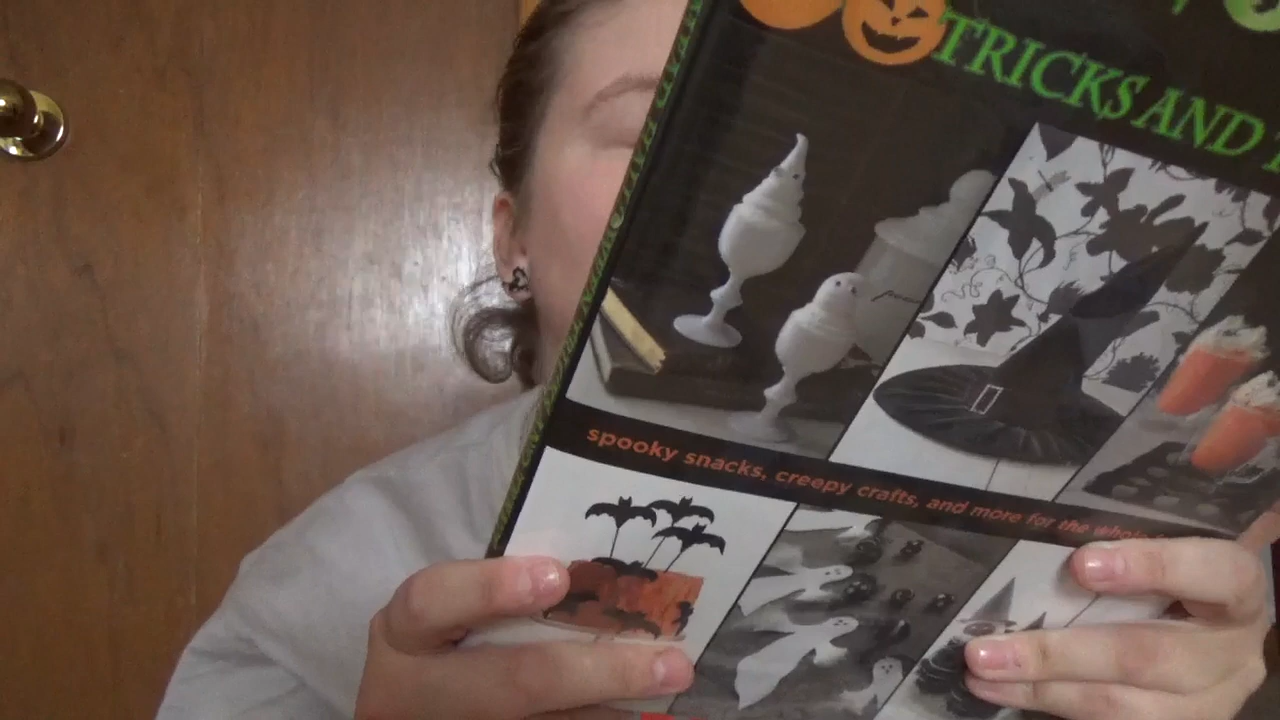 TRICKS AND
spooky snacks, creepy crafts, and more for the whole